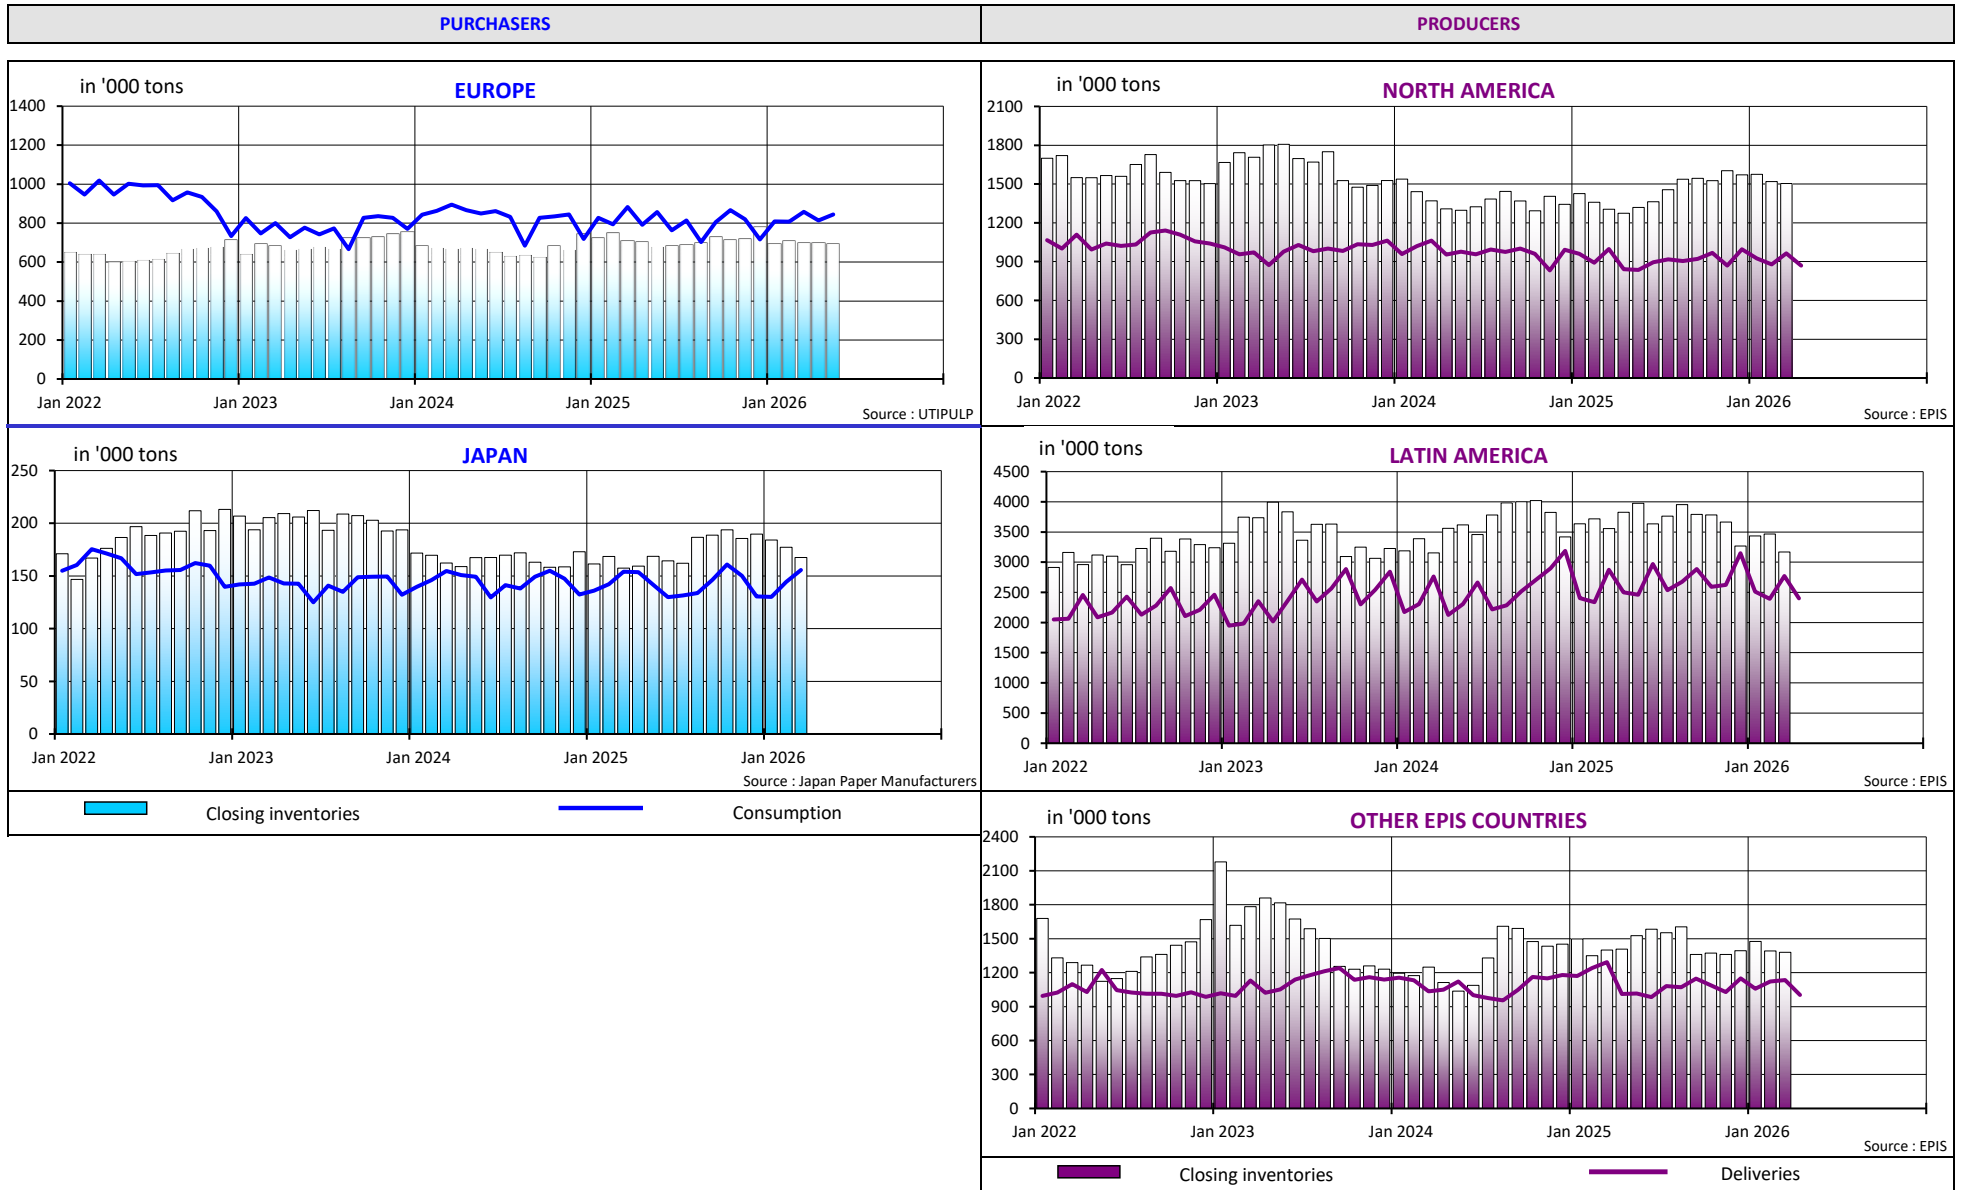 PURCHASERS
PRODUCERS
in '000 tons
EUROPE
1400
1200
1000
800
600
400
200
0
Jan 2022
Jan 2023
Jan 2024
Jan 2025
Jan 2026
Source : UTIPULP
in '000 tons
JAPAN
250
200
150
100
50
0
Jan 2022
Jan 2023
Jan 2024
Jan 2025
Jan 2026
Source : Japan Paper Manufacturers
Closing inventories
Consumption
in '000 tons
NORTH AMERICA
2100
1800
1500
1200
900
600
300
0
Jan 2022
Jan 2023
Jan 2024
Jan 2025
Jan 2026
Source : EPIS
in '000 tons
LATIN AMERICA
4500
4000
3500
3000
2500
2000
1500
1000
500
0
Jan 2022
Jan 2023
Jan 2024
Jan 2025
Jan 2026
Source : EPIS
in '000 tons
OTHER EPIS COUNTRIES
2400
2100
1800
1500
1200
900
600
300
0
Jan 2022
Jan 2023
Jan 2024
Jan 2025
Jan 2026
Source : EPIS
Closing inventories
Deliveries